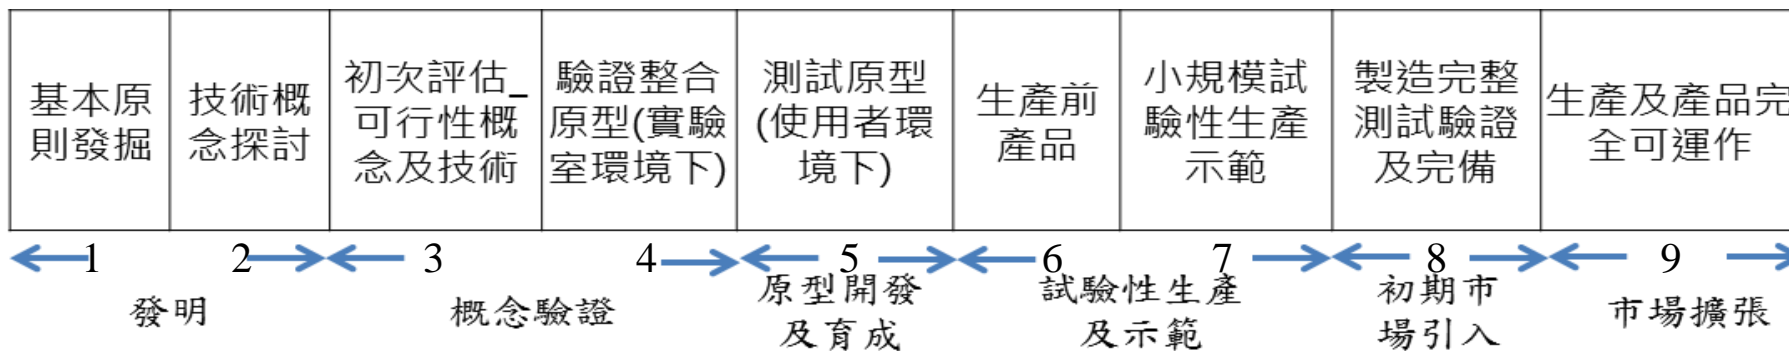 基本原
則發掘
技術概
念探討
初次評估_
可行性概
念及技術
驗證整合
原型(實驗
室環境下)
測試原型
(使用者環
境下)
生產前
產品
小規模試
驗性生產
示範
製造完整
測試驗證
及完備
生產及產品完
全可運作
1
2
3
4
5
6
7
8
9
發明
概念驗證
原型開發
及育成
試驗性生產
及示範
初期市
場引入
市場擴張